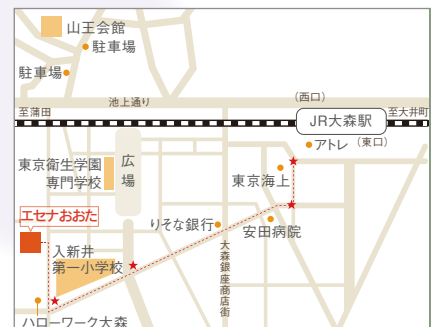 山王会館
駐車場
駐車場
池上通り
(西口)
至蒲田
至大井町
JR大森駅
アトレ
(東口)
東京衛生学園
専門学校
広場
東京海上
エセナおおた
りそな銀行
安田病院
入新井
第一小学校
大森銀座商店街
ハローワーク大森